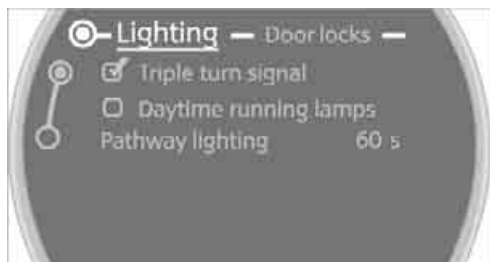 Lighting Door locks
Triple turn signal
Daytime running lamps
Pathway lighting 60 s